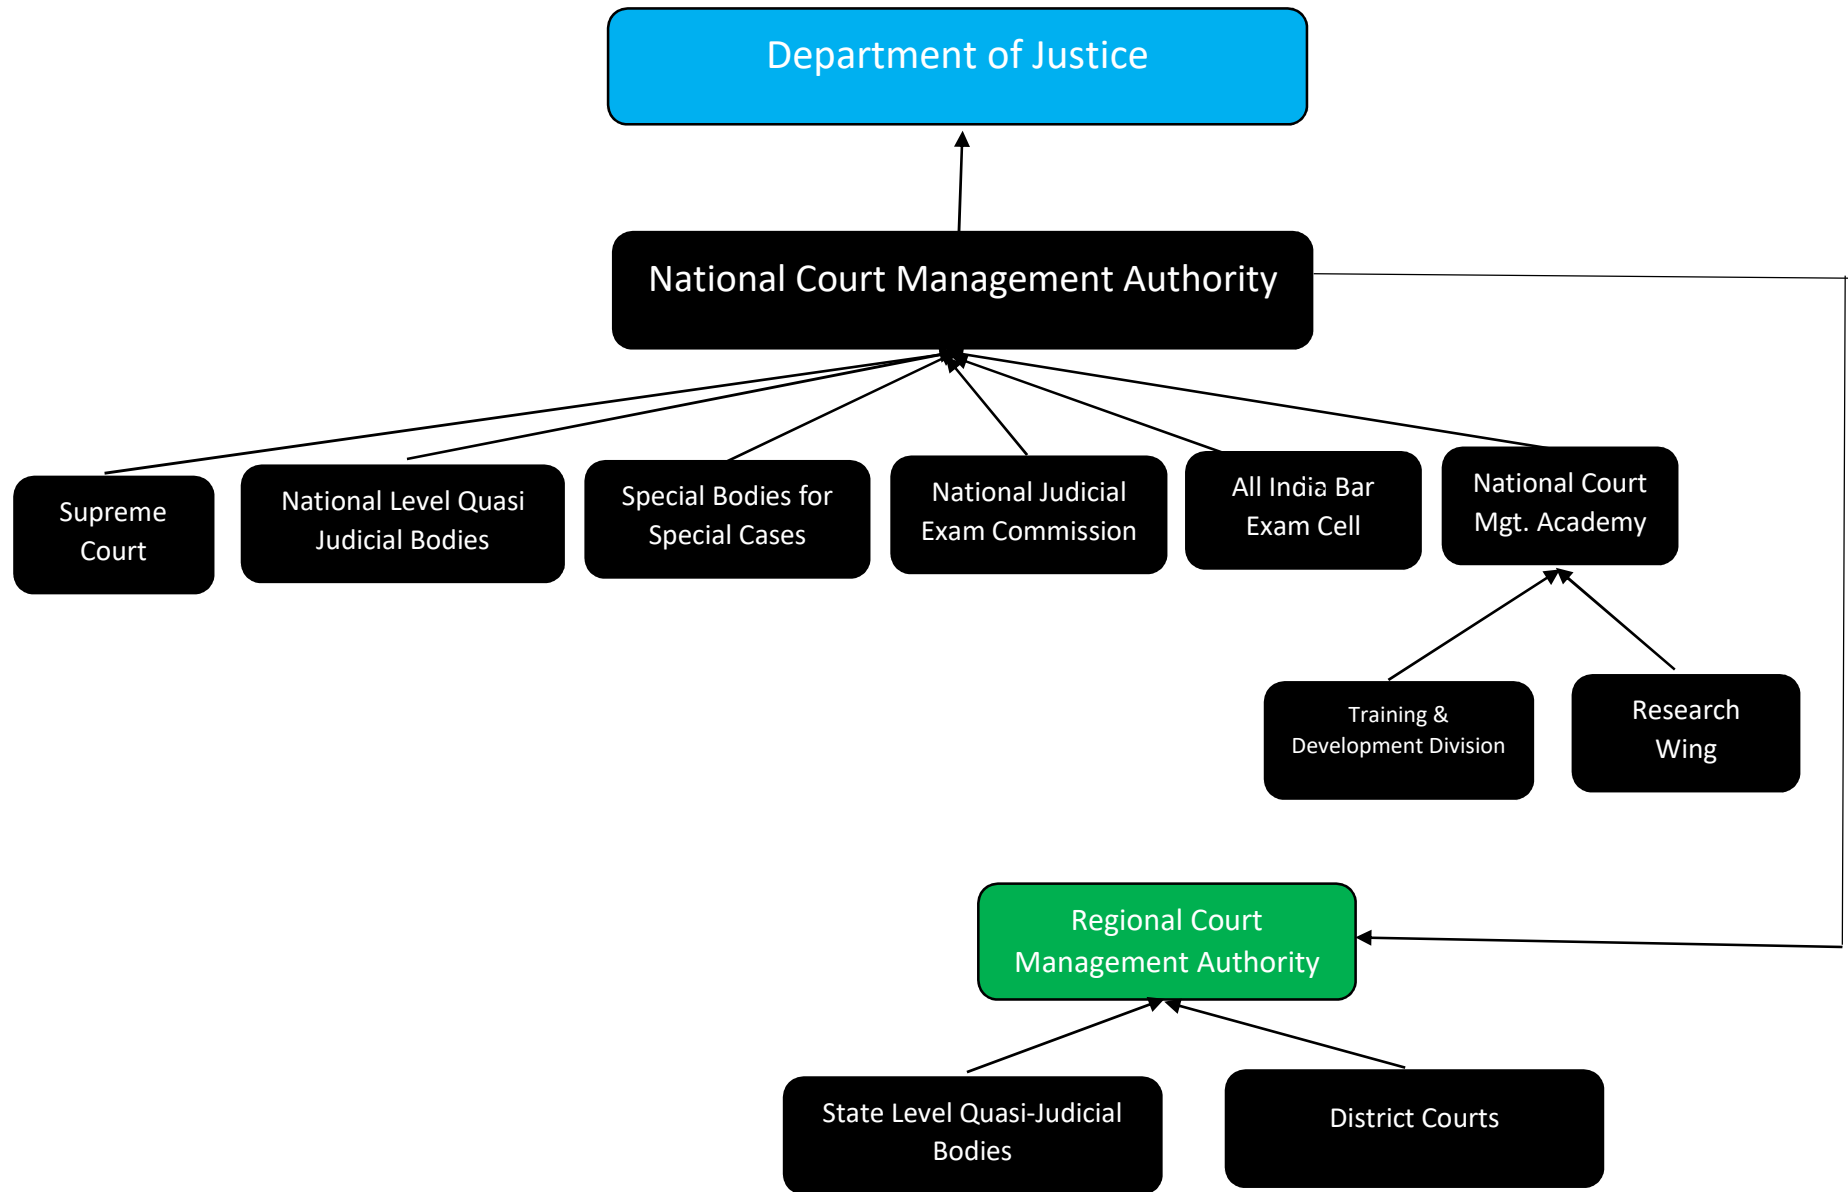 Department of Justice
National Court Management Authority
Supreme
Court
National Level Quasi
Judicial Bodies
Special Bodies for
Special Cases
National Judicial
Exam Commission
All India Bar
Exam Cell
National Court
Mgt. Academy
Training &
Development Division
Research
Wing
Regional Court
Management Authority
State Level Quasi-Judicial
Bodies
District Courts